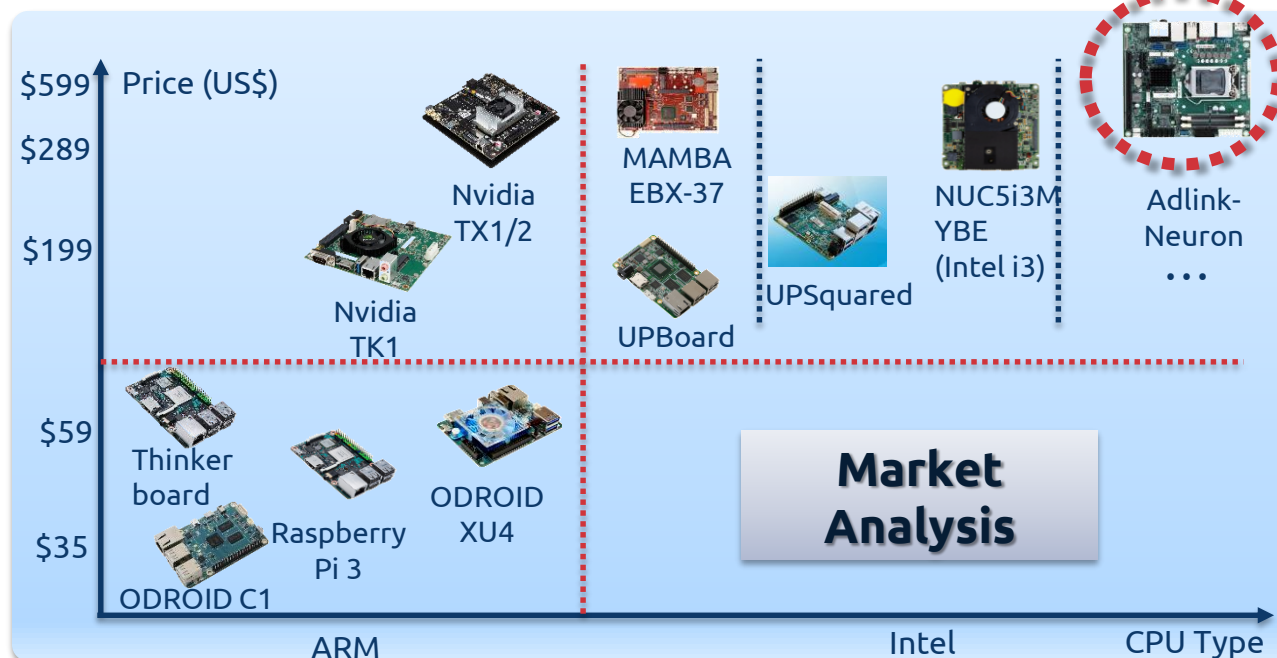 $599
Price (US$)
$289
$199
$59
$35
Nvidia
TX1/2
MAMBA
EBX-37
NUC5i3M
YBE
(Intel i3)
Adlink-
Neuron
...
Nvidia
TK1
UPBoard
UPSquared
Thinker
board
Raspberry
Pi 3
ODROID
XU4
ODROID C1
Market
Analysis
ARM
Intel
CPU Type